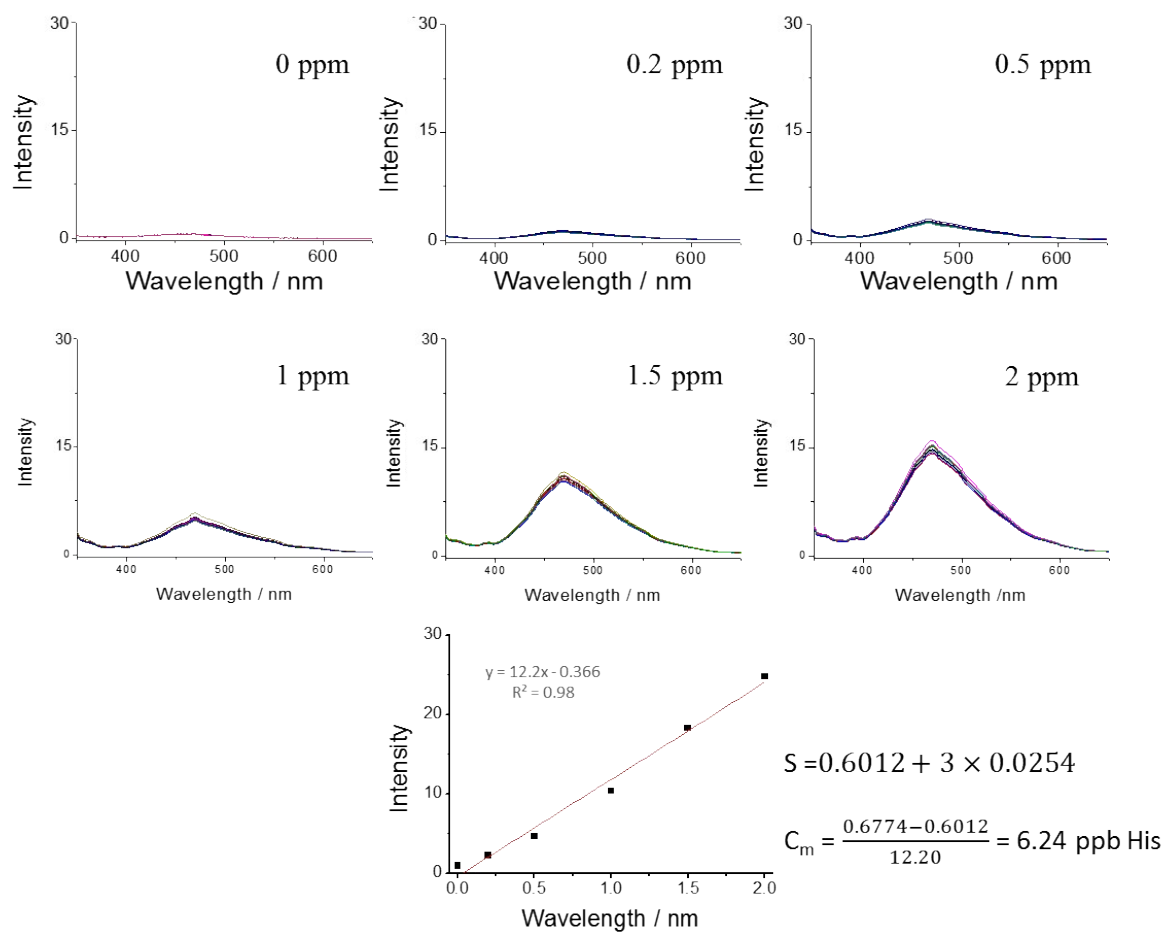 30
15
0
Intensity
0 ppm
400 500 600
Wavelength / nm
30
15
0
Intensity
0.2 ppm
400 500 600
Wavelength / nm
30
15
0
Intensity
0.5 ppm
400 500 600
Wavelength / nm
30
15
0
Intensity
1 ppm
400 500 600
Wavelength / nm
30
15
0
Intensity
1.5 ppm
400 500 600
Wavelength / nm
30
15
0
Intensity
2 ppm
400 500 600
Wavelength /nm
30
20
10
0
Intensity
y = 12.2x - 0.366
R² = 0.98
0.0 0.5 1.0 1.5 2.0
Wavelength / nm
S =0.6012 + 3 × 0.0254
Cₘ = \frac{0.6774−0.6012}{12.20} = 6.24 ppb His